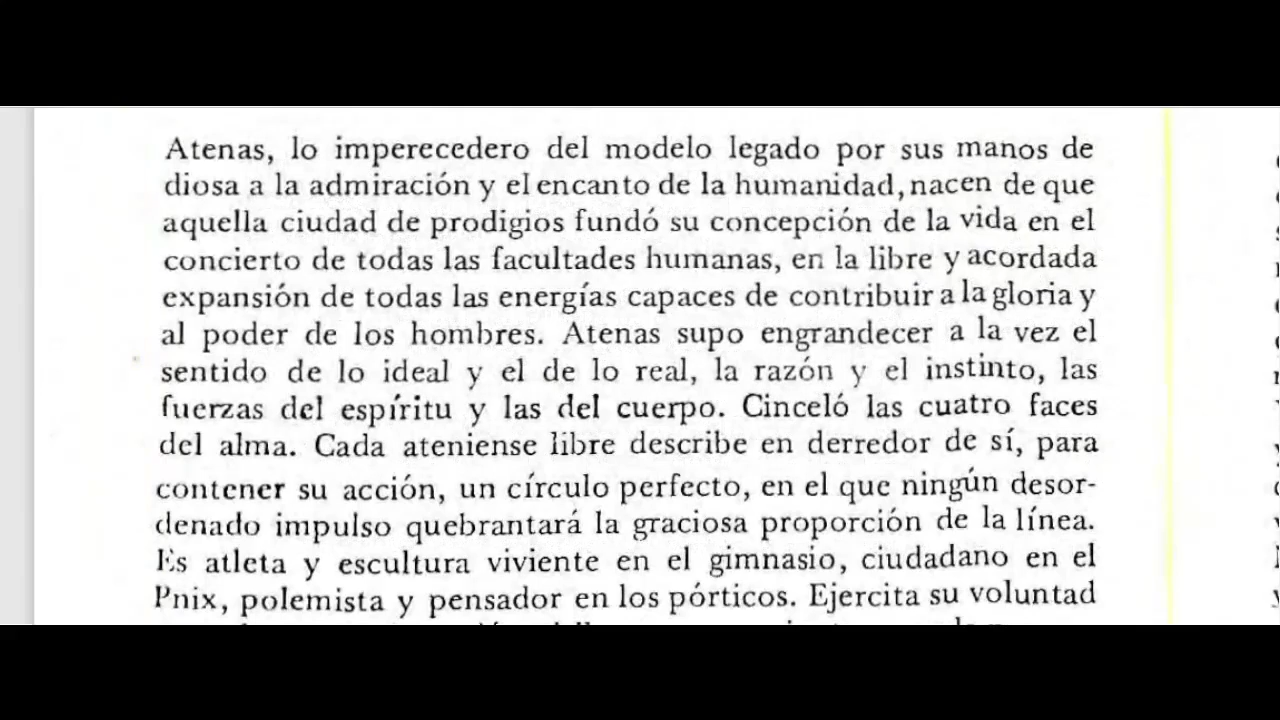 Atenas, lo imperecedero del modelo legado por sus manos de
diosa a la admiración y el encanto de la humanidad, nacen de que
aquella ciudad de prodigios fundó su concepción de la vida en el
concierto de todas las facultades humanas, en la libre y acordada
expansión de todas las energías capaces de contribuir a la gloria y
al poder de los hombres. Atenas supo engrandecer a la vez el
sentido de lo ideal y el de lo real, la razón y el instinto, las
fuerzas del espíritu y las del cuerpo. Cinceló las cuatro faces
del alma. Cada ateniense libre describe en derredor de sí, para
contener su acción, un círculo perfecto, en el que ningún desor-
denado impulso quebrantará la graciosa proporción de la línea.
Es atleta y escultura viviente en el gimnasio, ciudadano en el
Pnix, polemista y pensador en los pórticos. Ejercita su voluntad